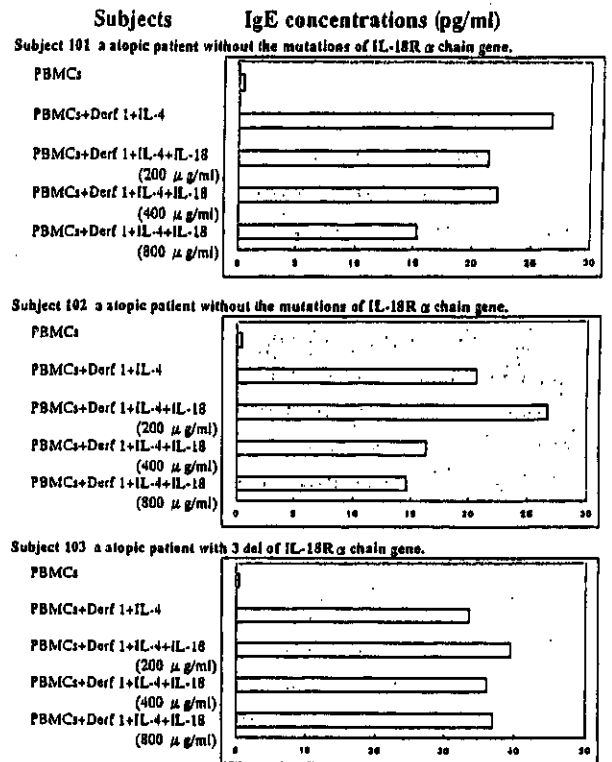 Subjects IgE concentrations (pg/ml)
Subject 101 a atopic patient without the mutations of IL-18R α chain gene.
PBMCs
PBMCs+Derf 1+IL-4
PBMCs+Derf 1+IL-4+IL-18
(200 μ g/ml)
PBMCs+Derf 1+IL-4+IL-18
(400 μ g/ml)
PBMCs+Derf 1+IL-4+IL-18
(800 μ g/ml)
0 5 10 15 20 25 30
Subject 102 a atopic patient without the mutations of IL-18R α chain gene.
PBMCs
PBMCs+Derf 1+IL-4
PBMCs+Derf 1+IL-4+IL-18
(200 μ g/ml)
PBMCs+Derf 1+IL-4+IL-18
(400 μ g/ml)
PBMCs+Derf 1+IL-4+IL-18
(800 μ g/ml)
0 5 10 15 20 25 30
Subject 103 a atopic patient with 3 del of IL-18R α chain gene.
PBMCs
PBMCs+Derf 1+IL-4
PBMCs+Derf 1+IL-4+IL-18
(200 μ g/ml)
PBMCs+Derf 1+IL-4+IL-18
(400 μ g/ml)
PBMCs+Derf 1+IL-4+IL-18
(800 μ g/ml)
0 10 20 30 40 50